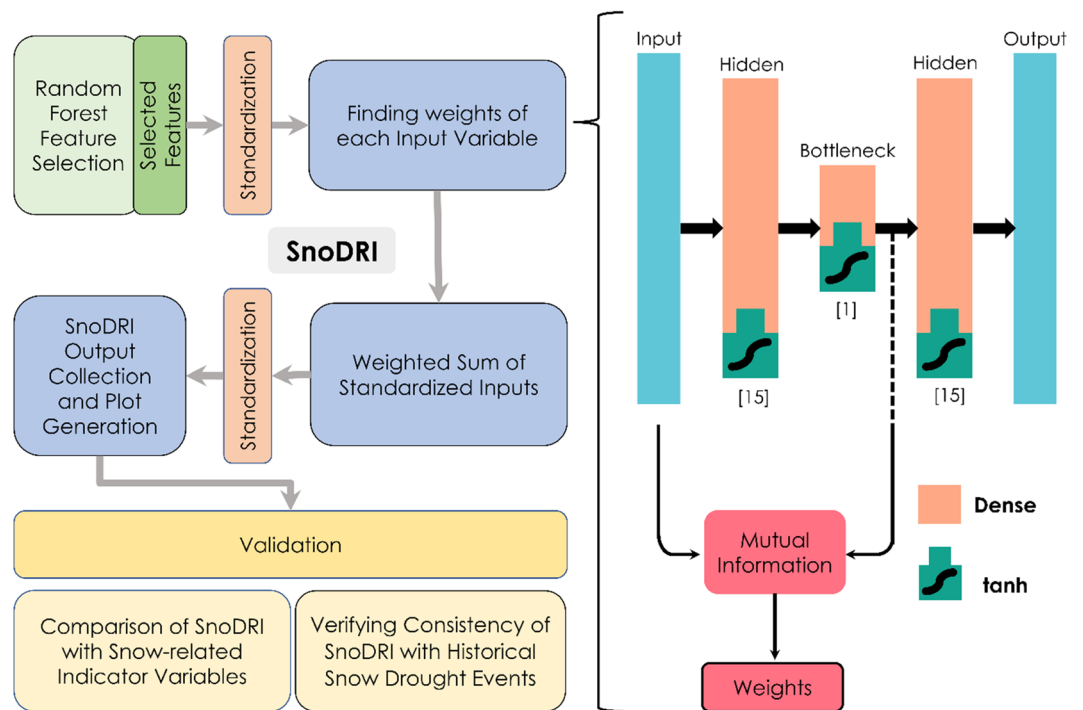 Random
Forest
Feature
Selection
Selected
Features
Standardization
Finding weights of
each Input Variable
SnoDRI
SnoDRI
Output
Collection
and Plot
Generation
Standardization
Weighted Sum of
Standardized Inputs
Validation
Comparison of SnoDRI
with Snow-related
Indicator Variables
Verifying Consistency of
SnoDRI with Historical
Snow Drought Events
Input
Hidden
Bottleneck
Hidden
Output
[15]
[1]
[15]
Mutual
Information
Weights
Dense
tanh